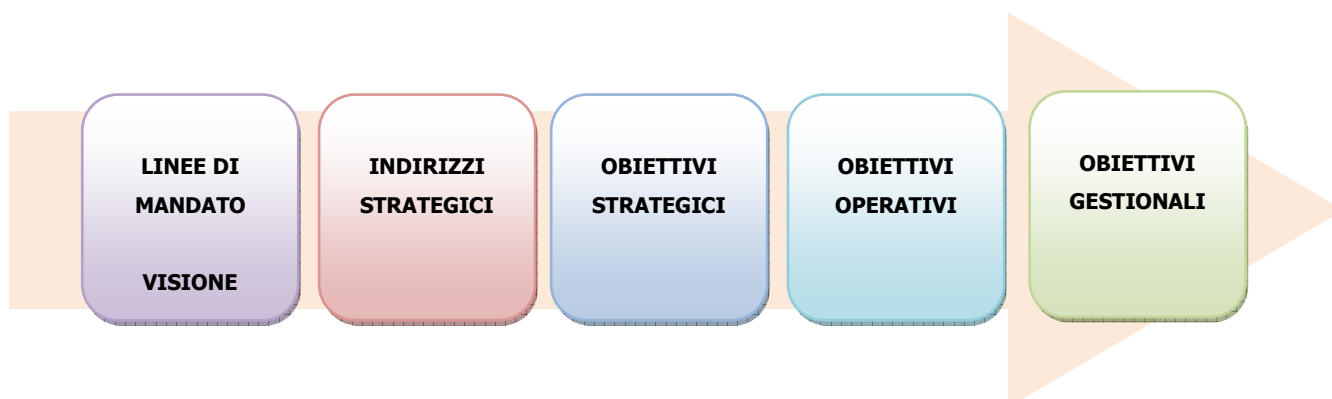 LINEE DI
MANDATO
VISIONE
INDIRIZZI
STRATEGICI
OBIETTIVI
STRATEGICI
OBIETTIVI
OPERATIVI
OBIETTIVI
GESTIONALI